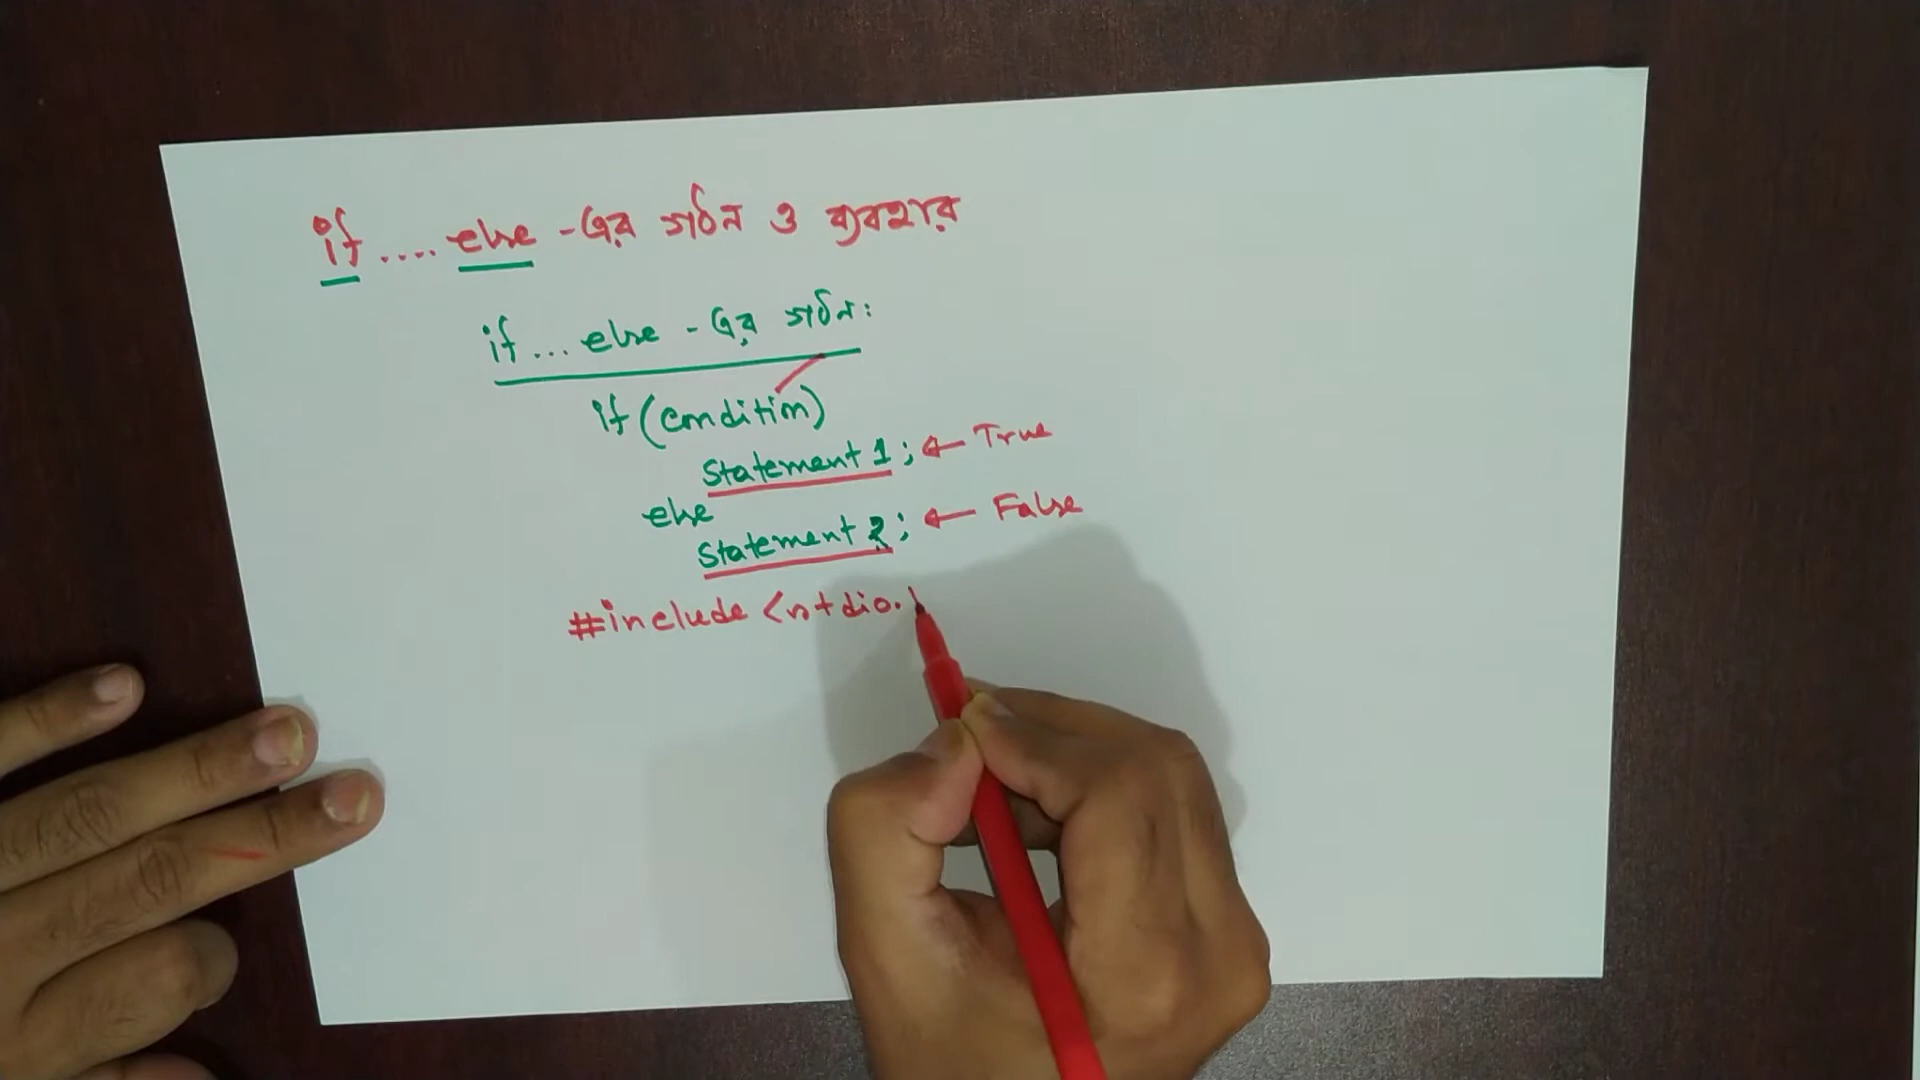 if .... else -এর গঠন ও ব্যবহার
if ... else - এর গঠন:
if (condition)
Statement 1 ; ← True
else
Statement 2 ; ← False
#include <stdio.